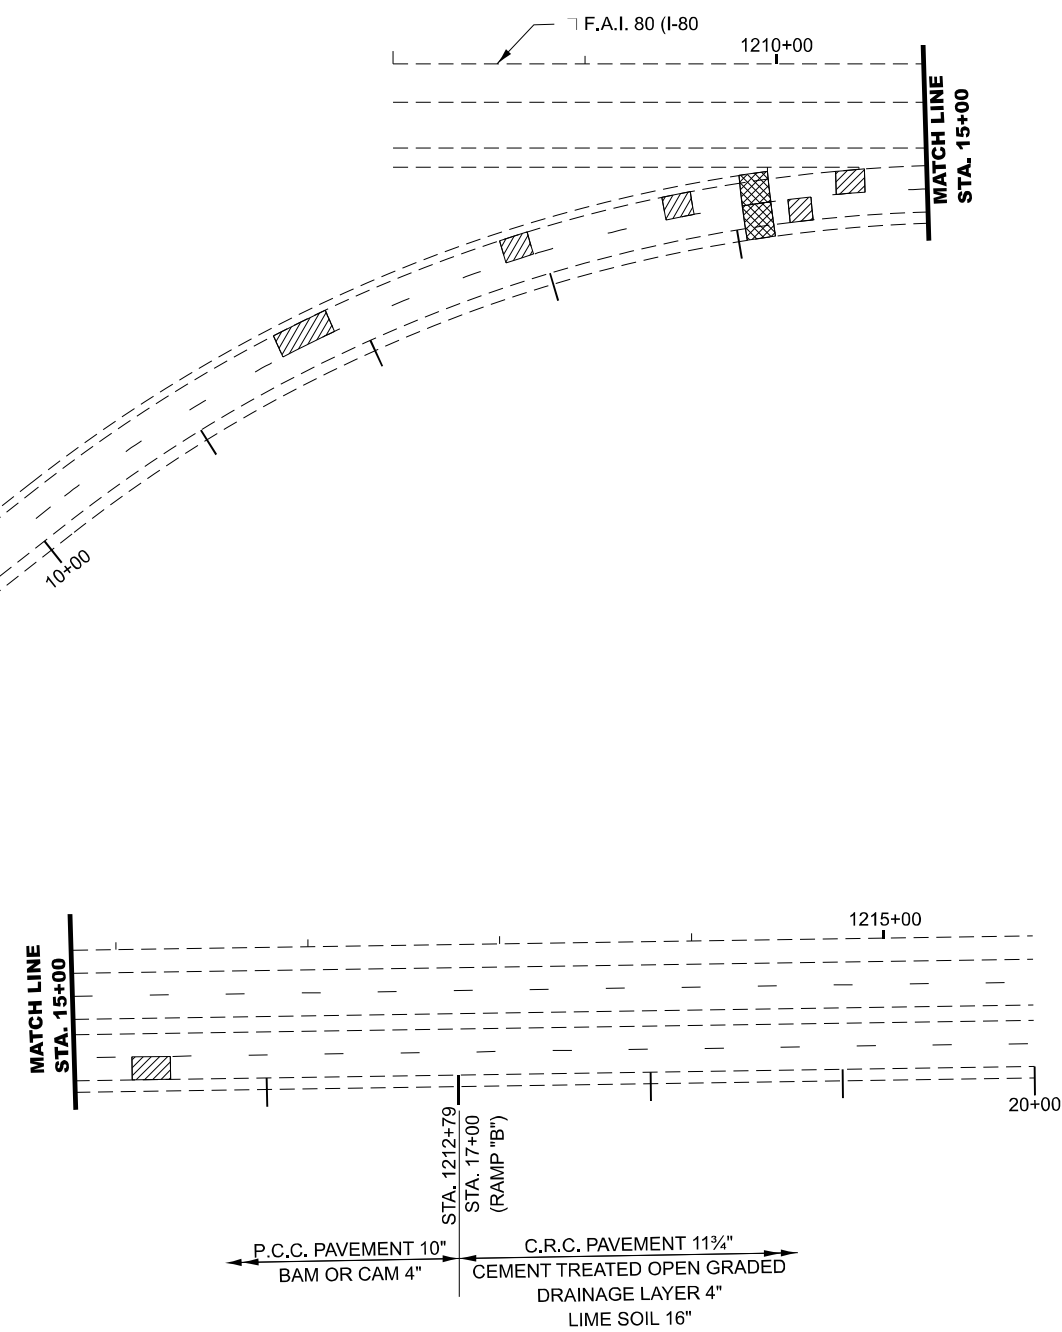 F.A.I. 80 (I-80
1210+00
MATCH LINE
STA. 15+00
10+00
1215+00
MATCH LINE
STA. 15+00
20+00
STA. 1212+79
STA. 17+00
(RAMP "B")
P.C.C. PAVEMENT 10"
BAM OR CAM 4"
C.R.C. PAVEMENT 11¾"
CEMENT TREATED OPEN GRADED
DRAINAGE LAYER 4"
LIME SOIL 16"